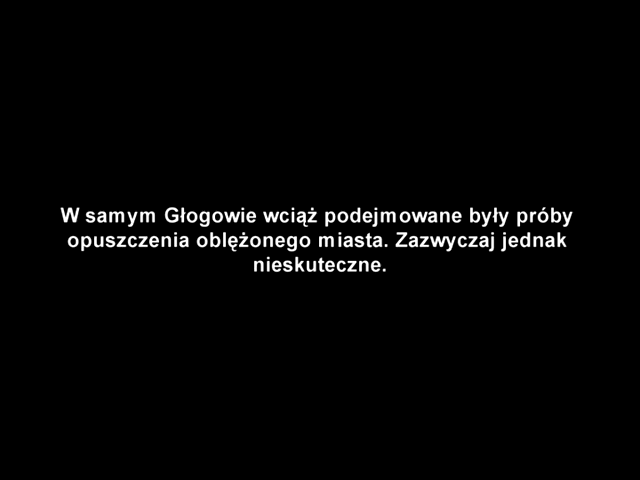 W samym Głogowie wciąż podejmowane były próby
opuszczenia oblężonego miasta. Zazwyczaj jednak
nieskuteczne.